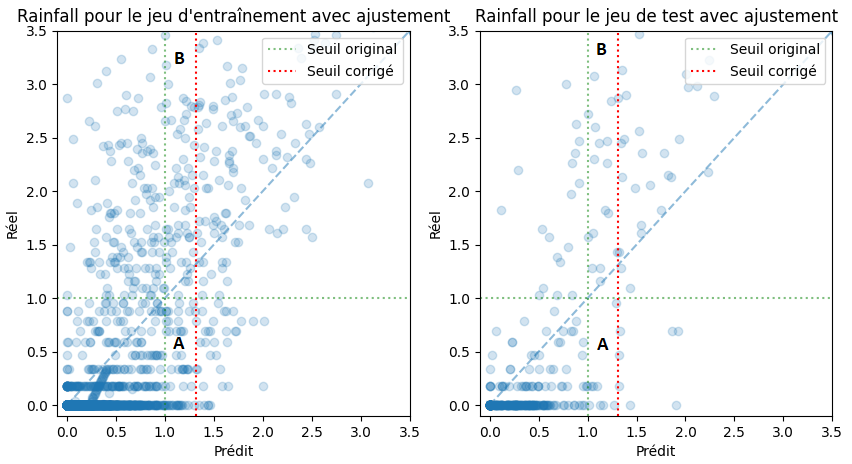 Rainfall pour le jeu d'entraînement avec ajustement
Rainfall pour le jeu de test avec ajustement
3.5
3.0
2.5
2.0
1.5
1.0
0.5
0.0
Réel
B
A
Seuil original
Seuil corrigé
0.0 0.5 1.0 1.5 2.0 2.5 3.0 3.5
Prédit
3.5
3.0
2.5
2.0
1.5
1.0
0.5
0.0
Réel
B
A
Seuil original
Seuil corrigé
0.0 0.5 1.0 1.5 2.0 2.5 3.0 3.5
Prédit